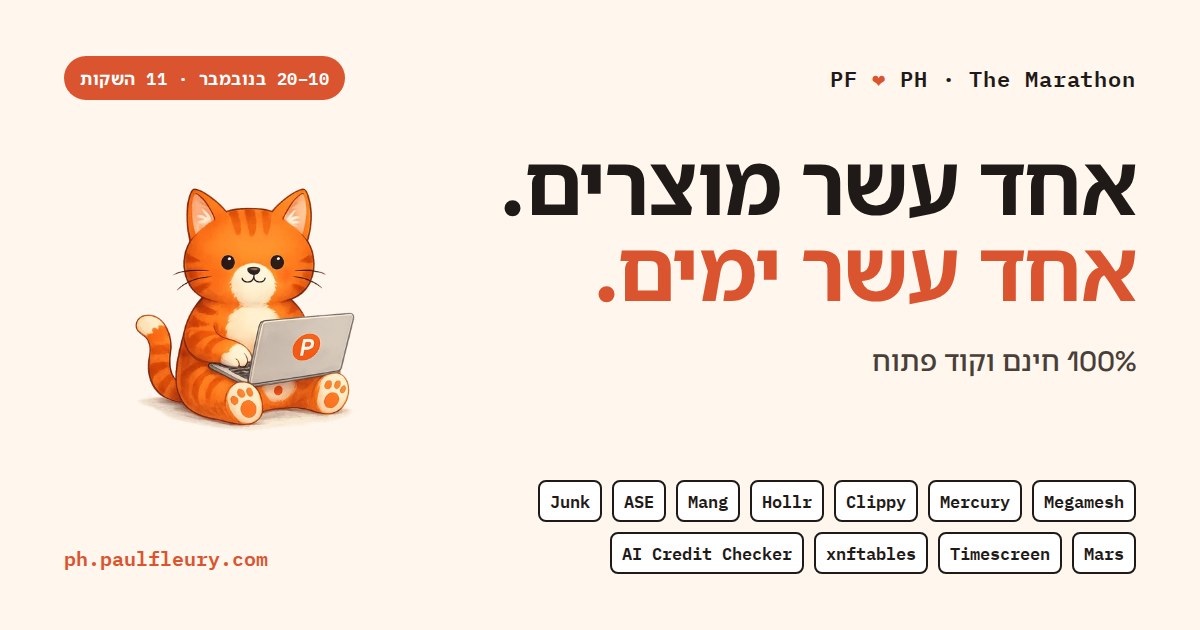 PF ❤ PH · The Marathon
10–20 בנובמבר · 11 השקות
אחד עשר מוצרים.
אחד עשר ימים.
100% חינם וקוד פתוח
P
Megamesh Mercury Clippy Hollr Mang ASE Junk
Mars Timescreen xnftables AI Credit Checker
ph.paulfleury.com